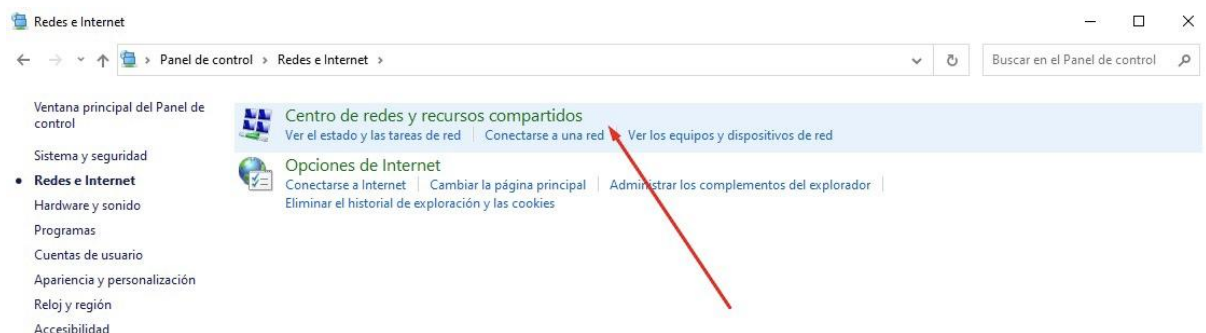 Redes e Internet
Panel de control > Redes e Internet >
Buscar en el Panel de control
Ventana principal del Panel de
control
Sistema y seguridad
Redes e Internet
Hardware y sonido
Programas
Cuentas de usuario
Apariencia y personalización
Reloj y región
Accesibilidad
Centro de redes y recursos compartidos
Ver el estado y las tareas de red | Conectarse a una red | Ver los equipos y dispositivos de red
Opciones de Internet
Conectarse a Internet | Cambiar la página principal | Administrar los complementos del explorador |
Eliminar el historial de exploración y las cookies